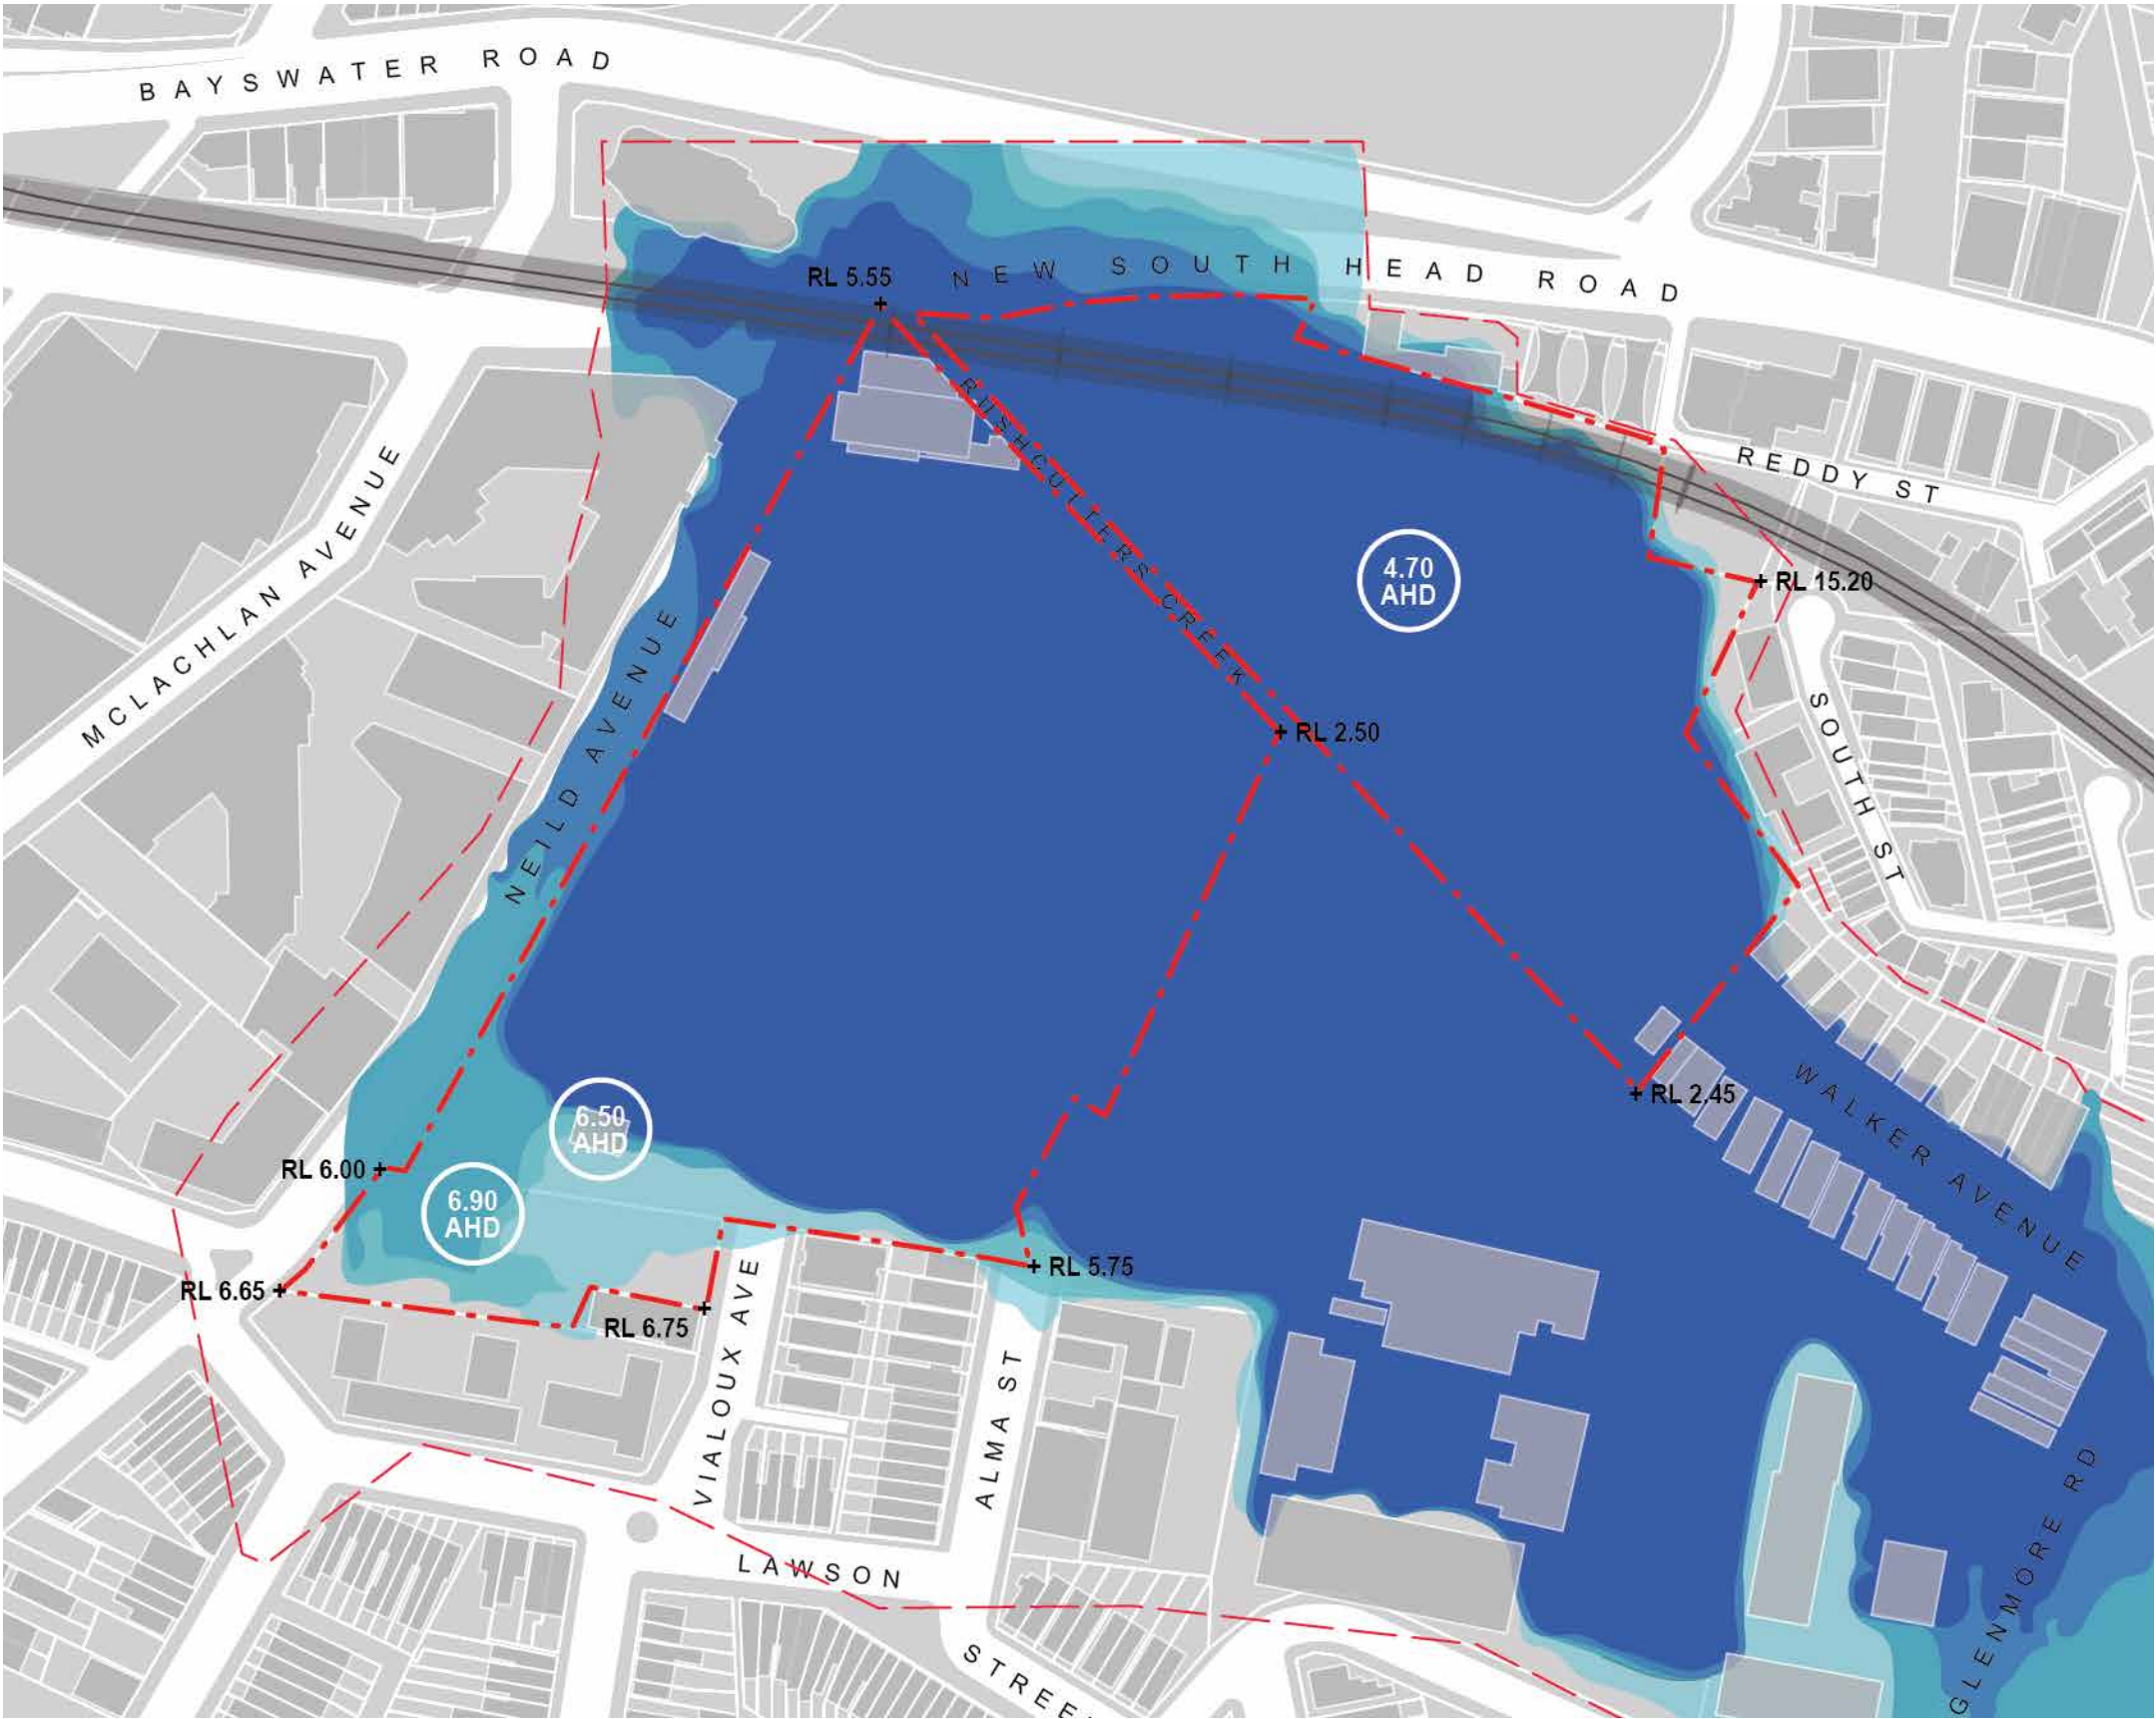 BAYSWATER ROAD
RL 5.55
NEW SOUTH HEAD ROAD
RUSHCUTTERS CREEK
MCLACHLAN AVENUE
REDDY ST
4.70
AHD
RL 15.20
NEILD AVENUE
SOUTH ST
RL 2.50
RL 2.45
WALKER AVENUE
6.50
AHD
RL 6.00
6.90
AHD
RL 6.65
RL 5.75
RL 6.75
VIALOUX AVE
ALMA ST
LAWSON
STREE
GLENMORE RD